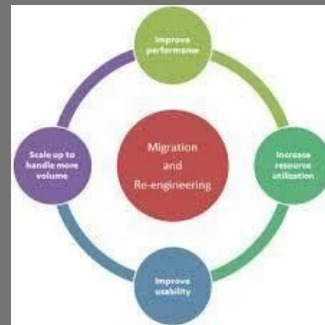 Improve
performance
Scale up to
handle more
volume
Migration
and
Re-engineering
Increase
resource
utilization
Improve
usability